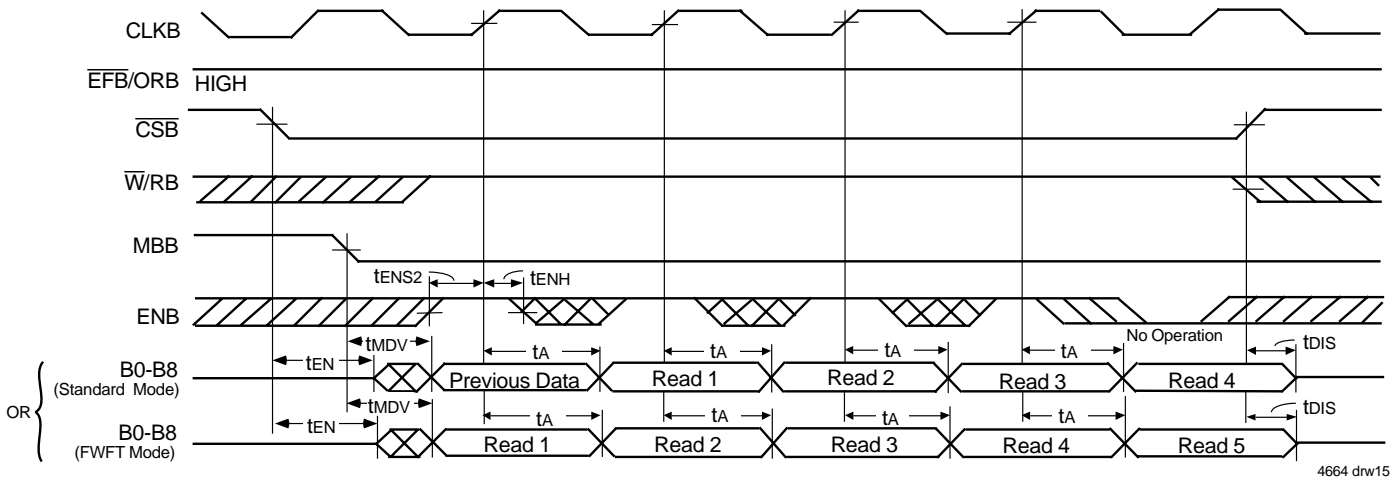 CLKB
EFB/ORB HIGH
CSB
W/RB
MBB
tENS2 tENH
ENB
No Operation
tMDV tEN tA tA tA tA tDIS
B0-B8
(Standard Mode)
Previous Data Read 1 Read 2 Read 3 Read 4
OR
tMDV tEN tA tA tA tA tDIS
B0-B8
(FWFT Mode)
Read 1 Read 2 Read 3 Read 4 Read 5
4664 drw15